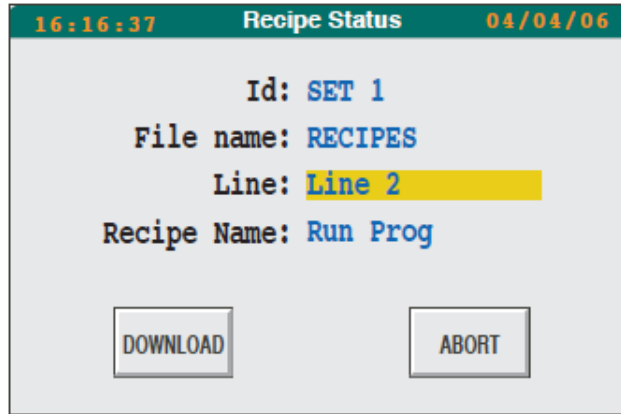 16:16:37 Recipe Status 04/04/06
Id: SET 1
File name: RECIPES
Line: Line 2
Recipe Name: Run Prog
DOWNLOAD ABORT